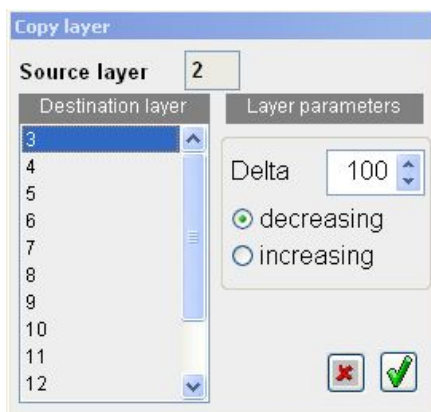 Copy layer
Source layer 2
Destination layer
Layer parameters
3
4
5
6
7
8
9
10
11
12
Delta 100
decreasing
increasing